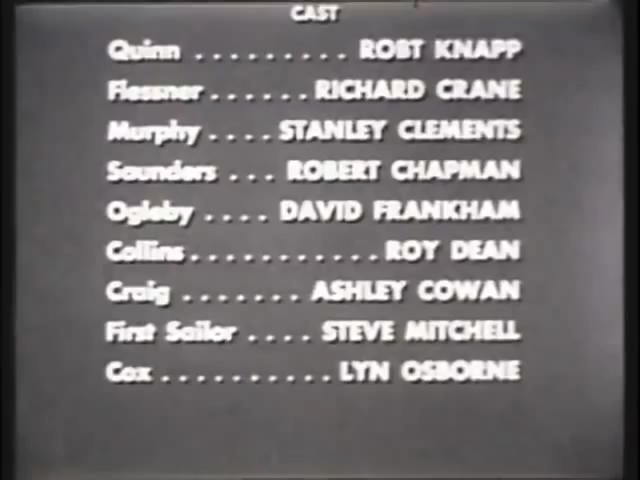 CAST
Quinn ......... ROBT KNAPP
Flessner ...... RICHARD CRANE
Murphy .... STANLEY CLEMENTS
Saunders ... ROBERT CHAPMAN
Ogleby .... DAVID FRANKHAM
Collins ............ ROY DEAN
Craig ....... ASHLEY COWAN
First Sailor .... STEVE MITCHELL
Cox .......... LYN OSBORNE